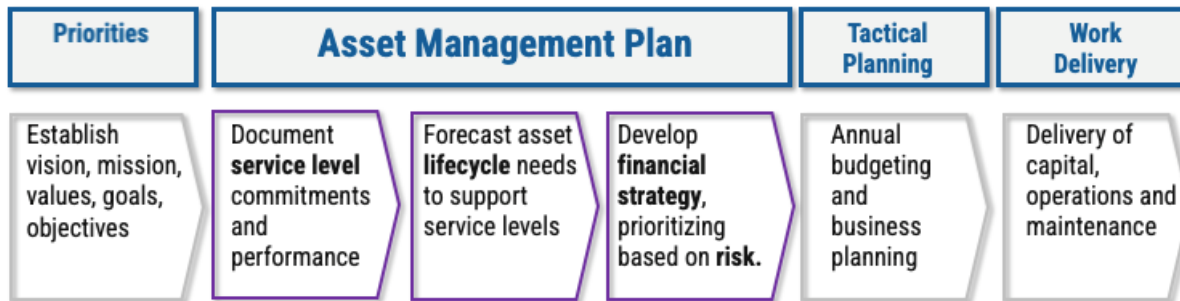 Priorities
Asset Management Plan
Tactical
Planning
Work
Delivery
Establish
vision, mission,
values, goals,
objectives
Document
service level
commitments
and
performance
Forecast asset
lifecycle needs
to support
service levels
Develop
financial
strategy,
prioritizing
based on risk.
Annual
budgeting
and
business
planning
Delivery of
capital,
operations and
maintenance